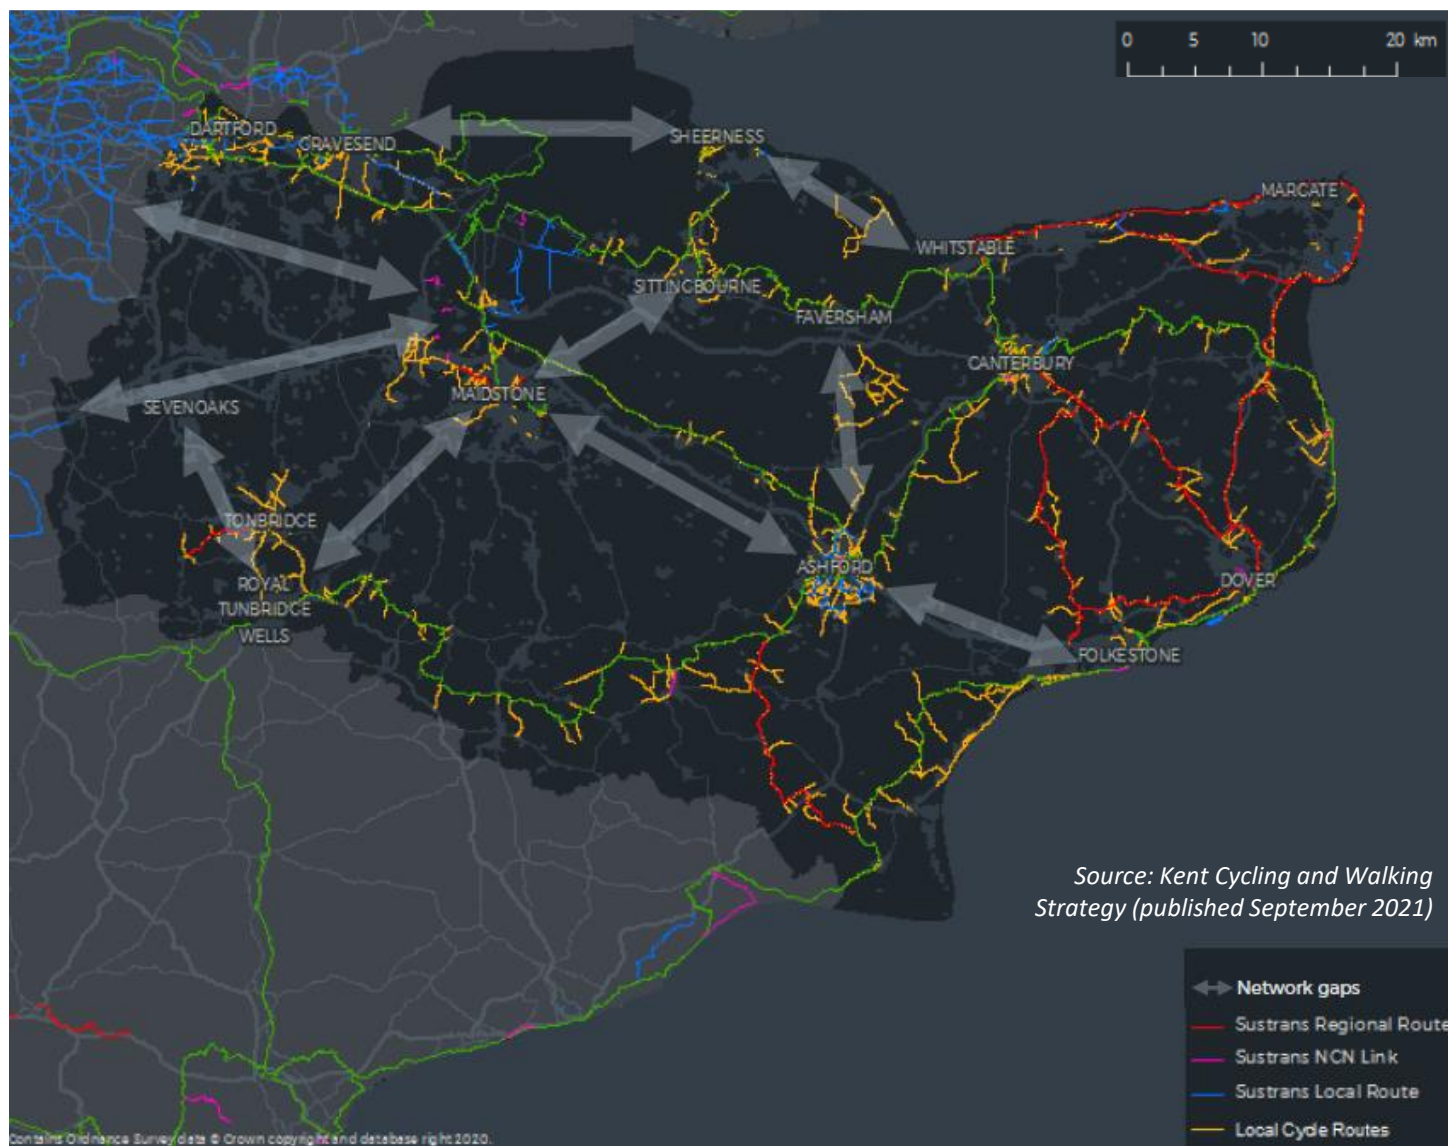 0 5 10 20 km
DARTFORD
GRAVESEND
SHEERNESS
MARGATE
WHITSTABLE
SITTINGBOURNE
FAVERSHAM
CANTERBURY
MAIDSTONE
SEVENOAKS
TONBRIDGE
ASHFORD
DOVER
ROYAL
TUNBRIDGE
WELLS
FOLKESTONE
Source: Kent Cycling and Walking
Strategy (published September 2021)
Network gaps
Sustrans Regional Route
Sustrans NCN Link
Sustrans Local Route
Local Cycle Routes
Contains Ordnance Survey data © Crown copyright and database right 2020.